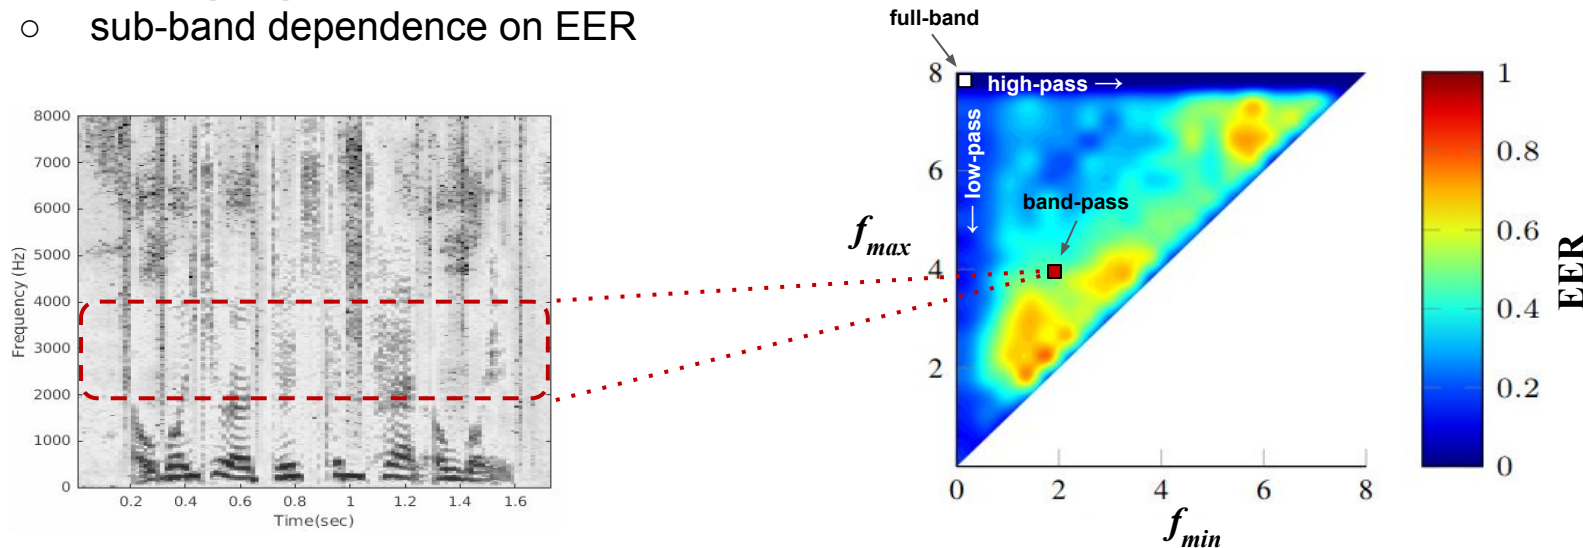 ○ sub-band dependence on EER
8000
7000
6000
5000
4000
3000
2000
1000
0
Frequency (Hz)
0.2 0.4 0.6 0.8 1 1.2 1.4 1.6
Time(sec)
full-band
high-pass →
← low-pass
band-pass
f_max
8
6
4
2
0 2 4 6 8
f_min
1
0.8
0.6
0.4
0.2
0
EER